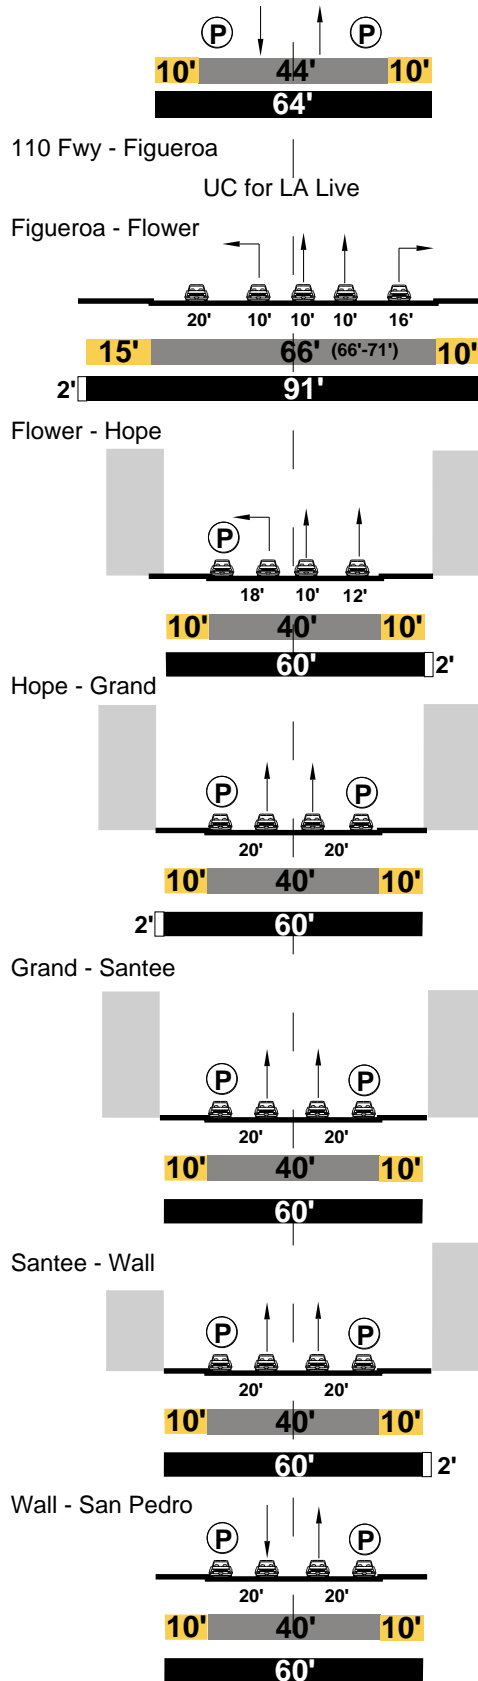 P P
10' 44' 10'
64'
110 Fwy - Figueroa
UC for LA Live
Figueroa - Flower
20' 10' 10' 10' 16'
15' 66' (66'-71') 10'
2' 91'
Flower - Hope
P
18' 10' 12'
10' 40' 10'
60' 2'
Hope - Grand
P P
20' 20'
10' 40' 10'
2' 60'
Grand - Santee
P P
20' 20'
10' 40' 10'
60'
Santee - Wall
P P
20' 20'
10' 40' 10'
60' 2'
Wall - San Pedro
P P
20' 20'
10' 40' 10'
60'